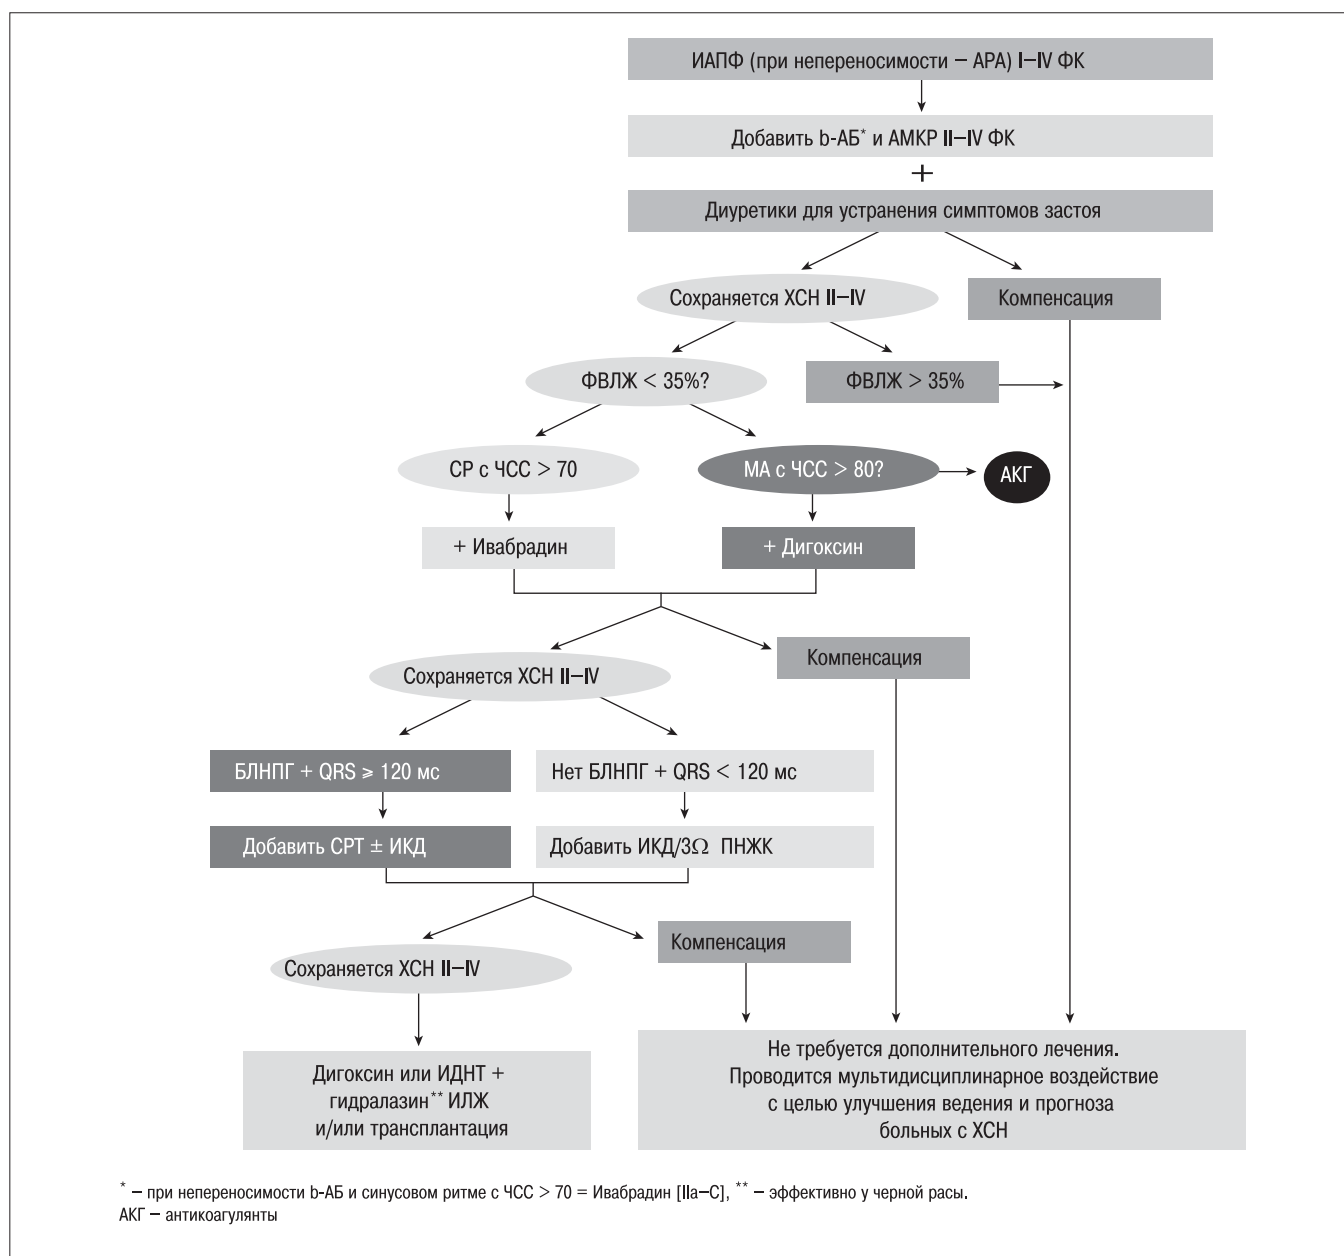 ИАПФ (при непереносимости – АРА) I–IV ФК
Добавить b-АБ* и АМКР II–IV ФК
+
Диуретики для устранения симптомов застоя
Сохраняется ХСН II–IV
Компенсация
ФВЛЖ < 35%?
ФВЛЖ > 35%
СР с ЧСС > 70
МА с ЧСС > 80?
АКГ
+ Ивабрадин
+ Дигоксин
Сохраняется ХСН II–IV
Компенсация
БЛНПГ + QRS ⩾ 120 мс
Нет БЛНПГ + QRS < 120 мс
Добавить СРТ ± ИКД
Добавить ИКД/3Ω ПНЖК
Сохраняется ХСН II–IV
Компенсация
Дигоксин или ИДНТ +
гидралазин** ИЛЖ
и/или трансплантация
Не требуется дополнительного лечения.
Проводится мультидисциплинарное воздействие
с целью улучшения ведения и прогноза
больных с ХСН
* – при непереносимости b-АБ и синусовом ритме с ЧСС > 70 = Ивабрадин [IIa–C], ** – эффективно у черной расы.
АКГ – антикоагулянты